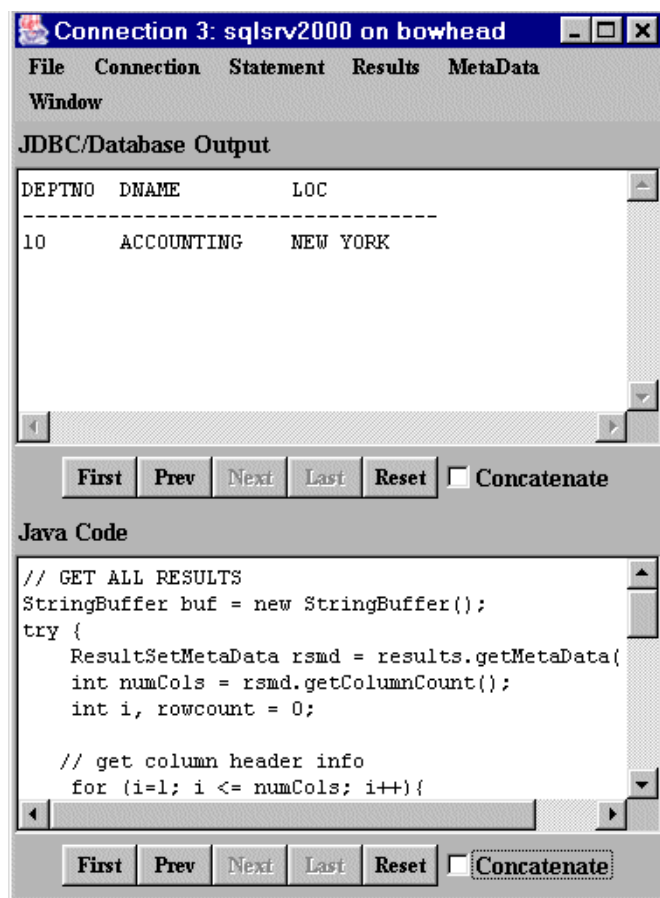 Connection 3: sqlsrv2000 on bowhead
File Connection Statement Results MetaData
Window
JDBC/Database Output
DEPTNO DNAME LOC
----------------------------------
10 ACCOUNTING NEW YORK
First Prev Next Last Reset Concatenate
Java Code
// GET ALL RESULTS
StringBuffer buf = new StringBuffer();
try {
ResultSetMetaData rsmd = results.getMetaData(
int numCols = rsmd.getColumnCount();
int i, rowcount = 0;
// get column header info
for (i=1; i <= numCols; i++){
First Prev Next Last Reset Concatenate